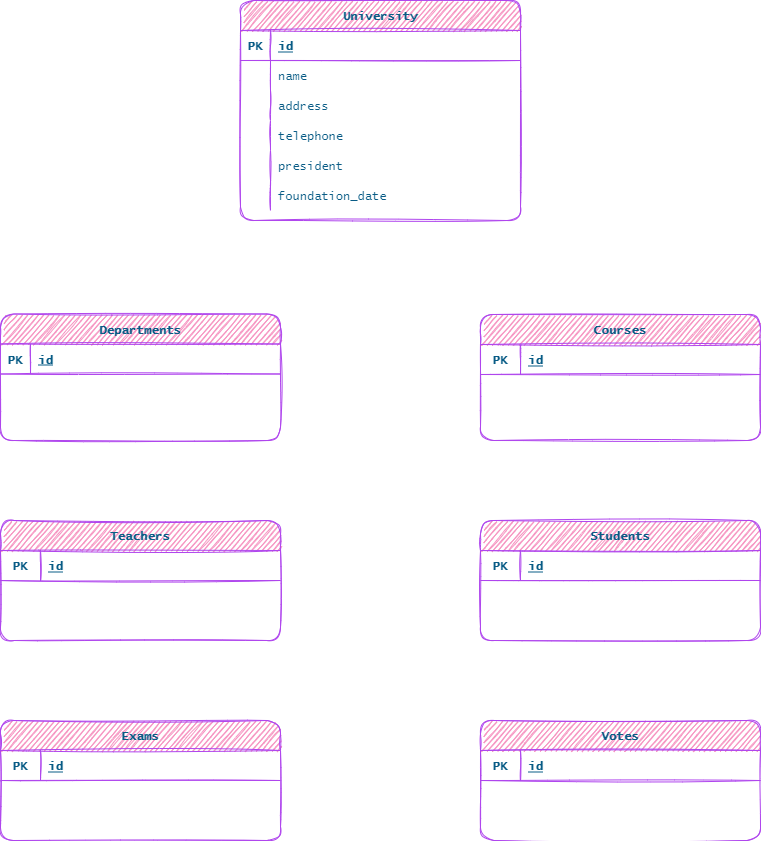 University
PK id
name
address
telephone
president
foundation_date
Departments
PK id
Courses
PK id
Teachers
PK id
Students
PK id
Exams
PK id
Votes
PK id